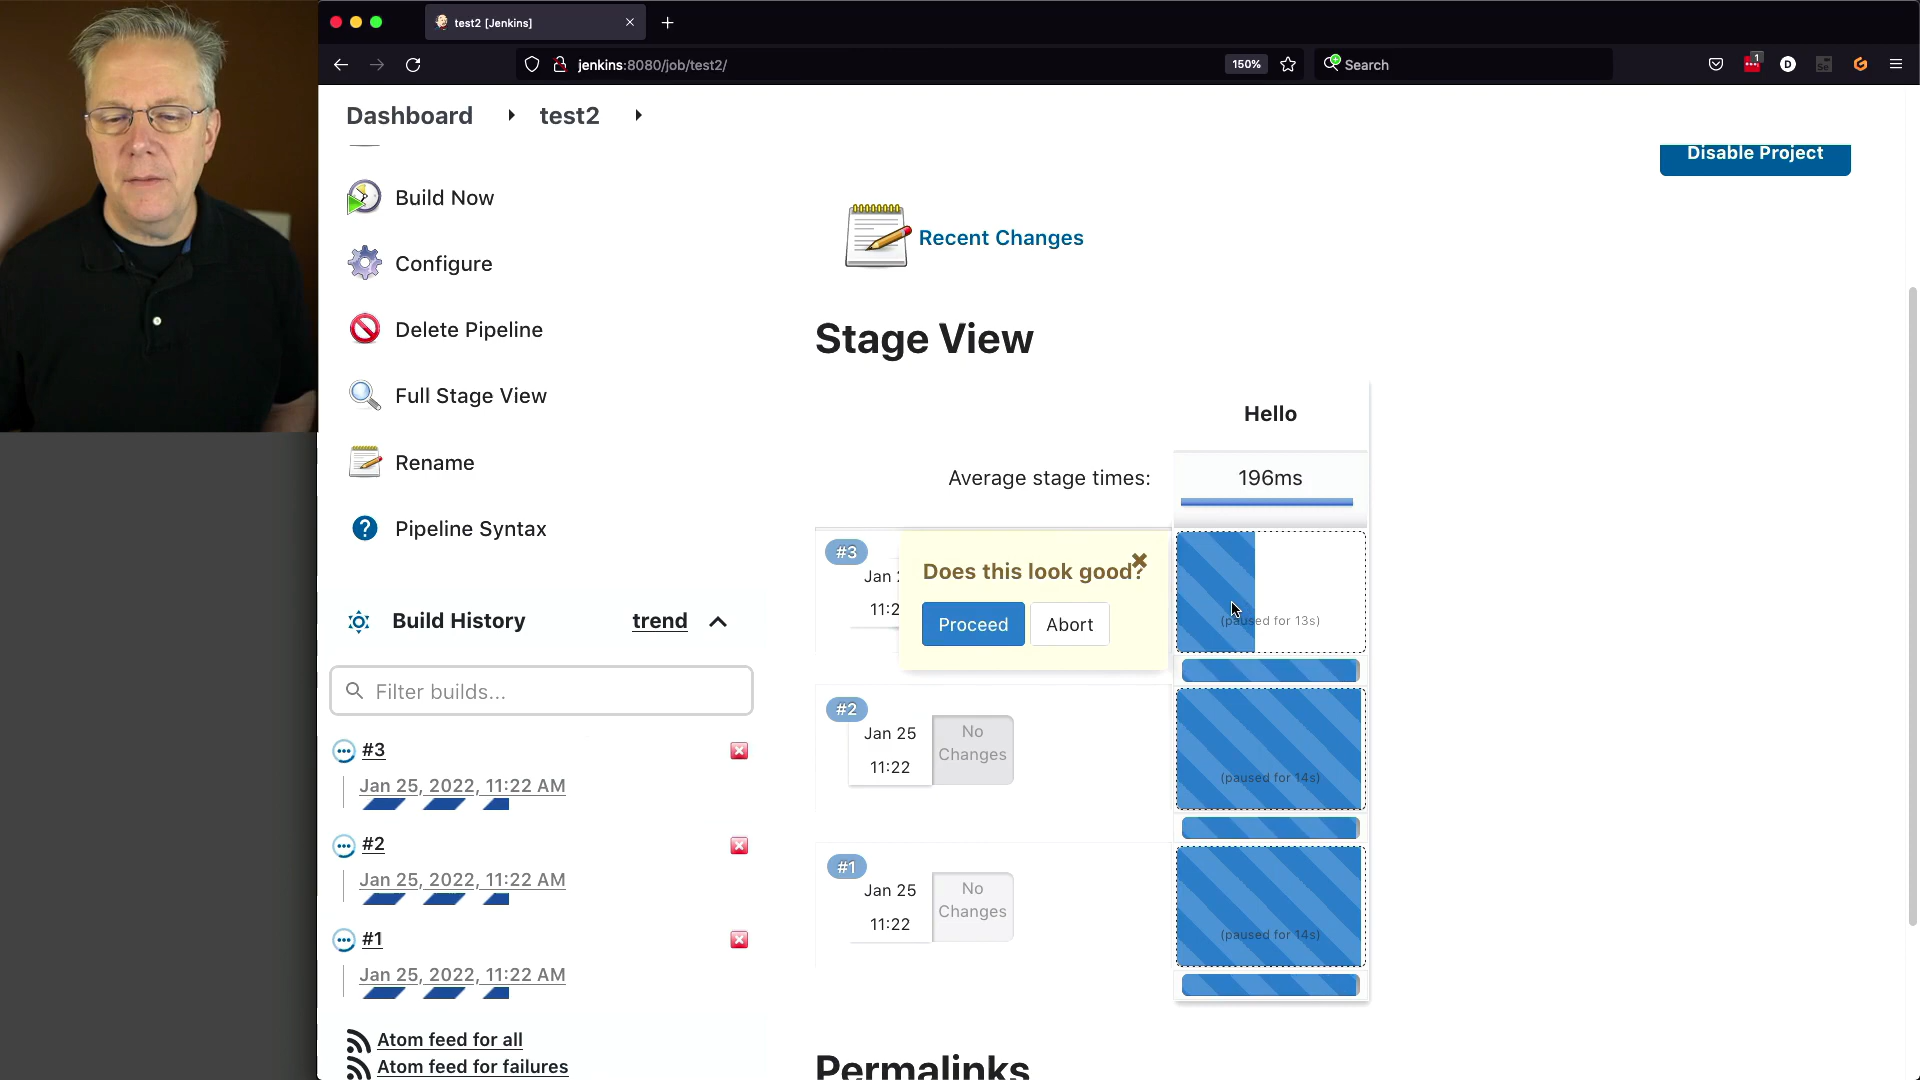 test2 [Jenkins]
jenkins:8080/job/test2/
150%
Search
1
D
Se
Dashboard
test2
Disable Project
Build Now
Configure
Delete Pipeline
Full Stage View
Rename
Pipeline Syntax
Build History
trend
Filter builds...
#3
Jan 25, 2022, 11:22 AM
#2
Jan 25, 2022, 11:22 AM
#1
Jan 25, 2022, 11:22 AM
Atom feed for all
Atom feed for failures
Recent Changes
Stage View
Hello
Average stage times:
196ms
#3
Jan
11:2
Does this look good?
Proceed
Abort
(paused for 13s)
#2
Jan 25
11:22
No
Changes
(paused for 14s)
#1
Jan 25
11:22
No
Changes
(paused for 14s)
Permalinks